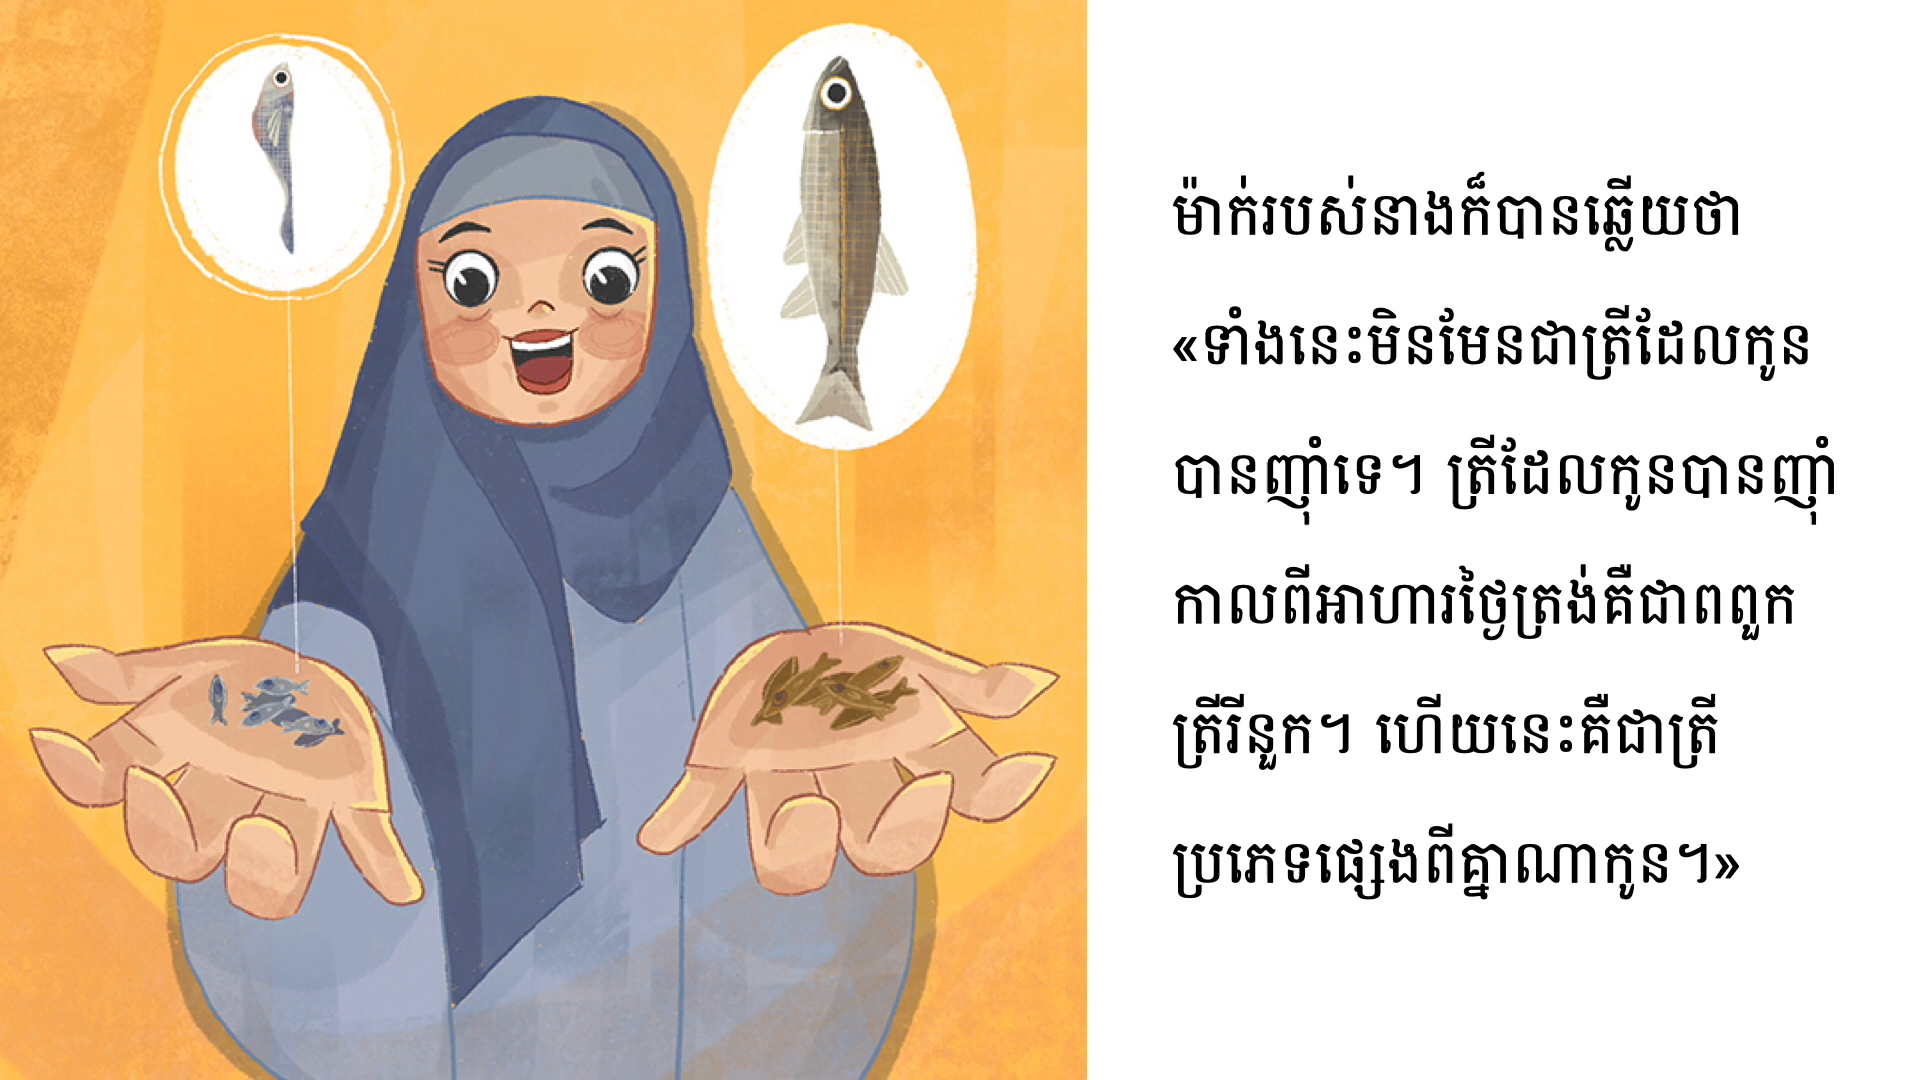 ម៉ាក់របស់នាងក៏បានឆ្លើយថា
«ទាំងនេះមិនមែនជាត្រីដែលកូន
បានញ៉ាំទេ។ ត្រីដែលកូនបានញ៉ាំ
កាលពីអាហារថ្ងៃត្រង់គឺជាពពួក
ត្រីរីនួក។ ហើយនេះគឺជាត្រី
ប្រភេទផ្សេងពីគ្នាណាកូន។»